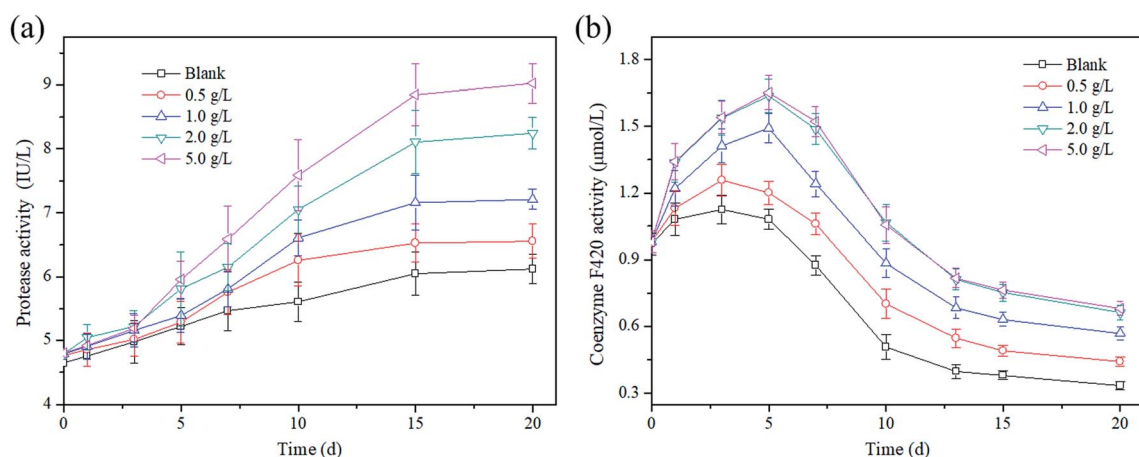 (a)
Protease activity (IU/L)
9
8
7
6
5
4
Blank
0.5 g/L
1.0 g/L
2.0 g/L
5.0 g/L
0 5 10 15 20
Time (d)
(b)
Coenzyme F420 activity (μmol/L)
1.8
1.5
1.2
0.9
0.6
0.3
Blank
0.5 g/L
1.0 g/L
2.0 g/L
5.0 g/L
0 5 10 15 20
Time (d)